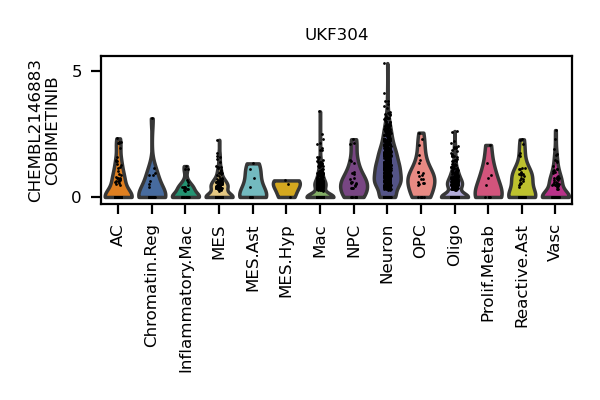 UKF304
CHEMBL2146883
COBIMETINIB
5
0
AC
Chromatin.Reg
Inflammatory.Mac
MES
MES.Ast
MES.Hyp
Mac
NPC
Neuron
OPC
Oligo
Prolif.Metab
Reactive.Ast
Vasc